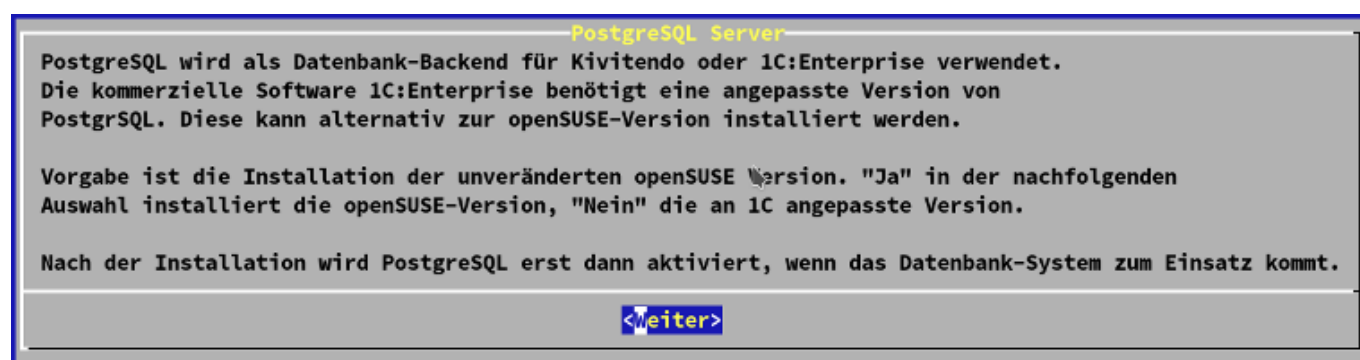 PostgreSQL Server
PostgreSQL wird als Datenbank-Backend für Kivitendo oder 1C:Enterprise verwendet.
Die kommerzielle Software 1C:Enterprise benötigt eine angepasste Version von
PostgrSQL. Diese kann alternativ zur openSUSE-Version installiert werden.
Vorgabe ist die Installation der unveränderten openSUSE Version. "Ja" in der nachfolgenden
Auswahl installiert die openSUSE-Version, "Nein" die an 1C angepasste Version.
Nach der Installation wird PostgreSQL erst dann aktiviert, wenn das Datenbank-System zum Einsatz kommt.
<Weiter>